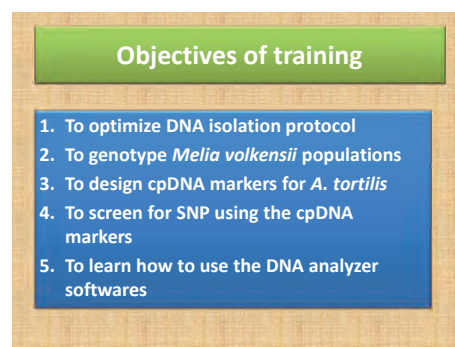 Objectives of training
1. To optimize DNA isolation protocol
2. To genotype Melia volkensii populations
3. To design cpDNA markers for A. tortilis
4. To screen for SNP using the cpDNA
markers
5. To learn how to use the DNA analyzer
softwares